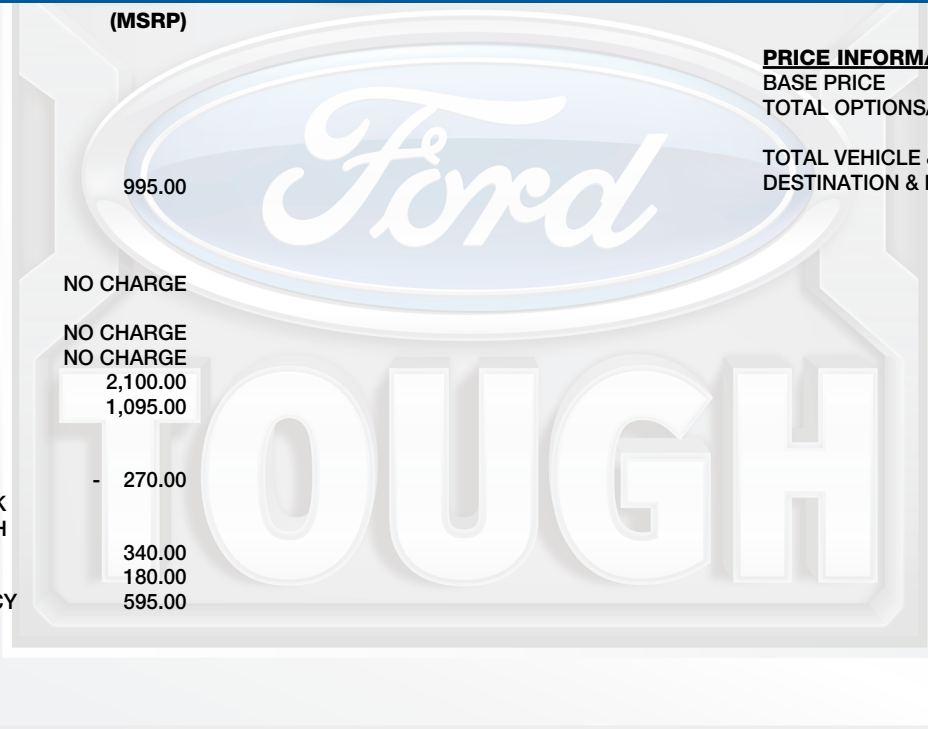 (MSRP)
PRICE INFORMA
BASE PRICE
TOTAL OPTIONS/
TOTAL VEHICLE &
DESTINATION &
995.00
NO CHARGE
NO CHARGE
NO CHARGE
2,100.00
1,095.00
- 270.00
K
H
340.00
180.00
CY 595.00
Ford
TOUGH